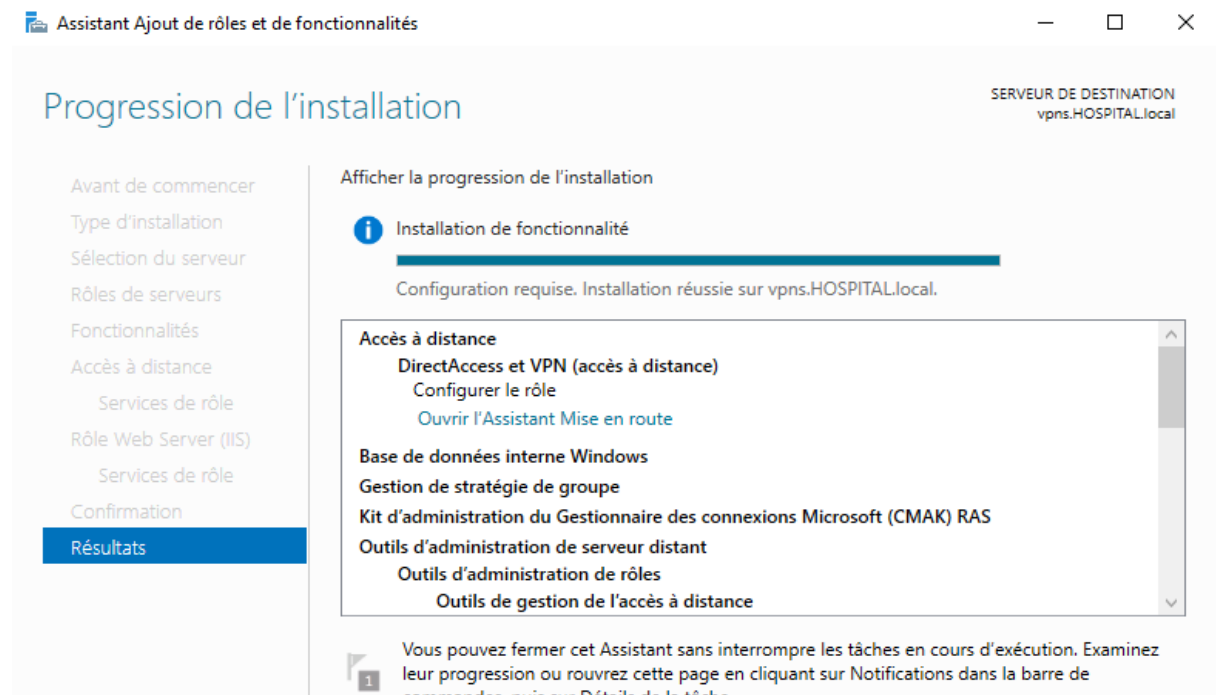 Assistant Ajout de rôles et de fonctionnalités
Progression de l’installation
SERVEUR DE DESTINATION
vpns.HOSPITAL.local
Avant de commencer
Type d’installation
Sélection du serveur
Rôles de serveurs
Fonctionnalités
Accès à distance
Services de rôle
Rôle Web Server (IIS)
Services de rôle
Confirmation
Résultats
Afficher la progression de l’installation
Installation de fonctionnalité
Configuration requise. Installation réussie sur vpns.HOSPITAL.local.
Accès à distance
DirectAccess et VPN (accès à distance)
Configurer le rôle
Ouvrir l’Assistant Mise en route
Base de données interne Windows
Gestion de stratégie de groupe
Kit d’administration du Gestionnaire des connexions Microsoft (CMAK) RAS
Outils d’administration de serveur distant
Outils d’administration de rôles
Outils de gestion de l’accès à distance
1
Vous pouvez fermer cet Assistant sans interrompre les tâches en cours d’exécution. Examinez
leur progression ou rouvrez cette page en cliquant sur Notifications dans la barre de